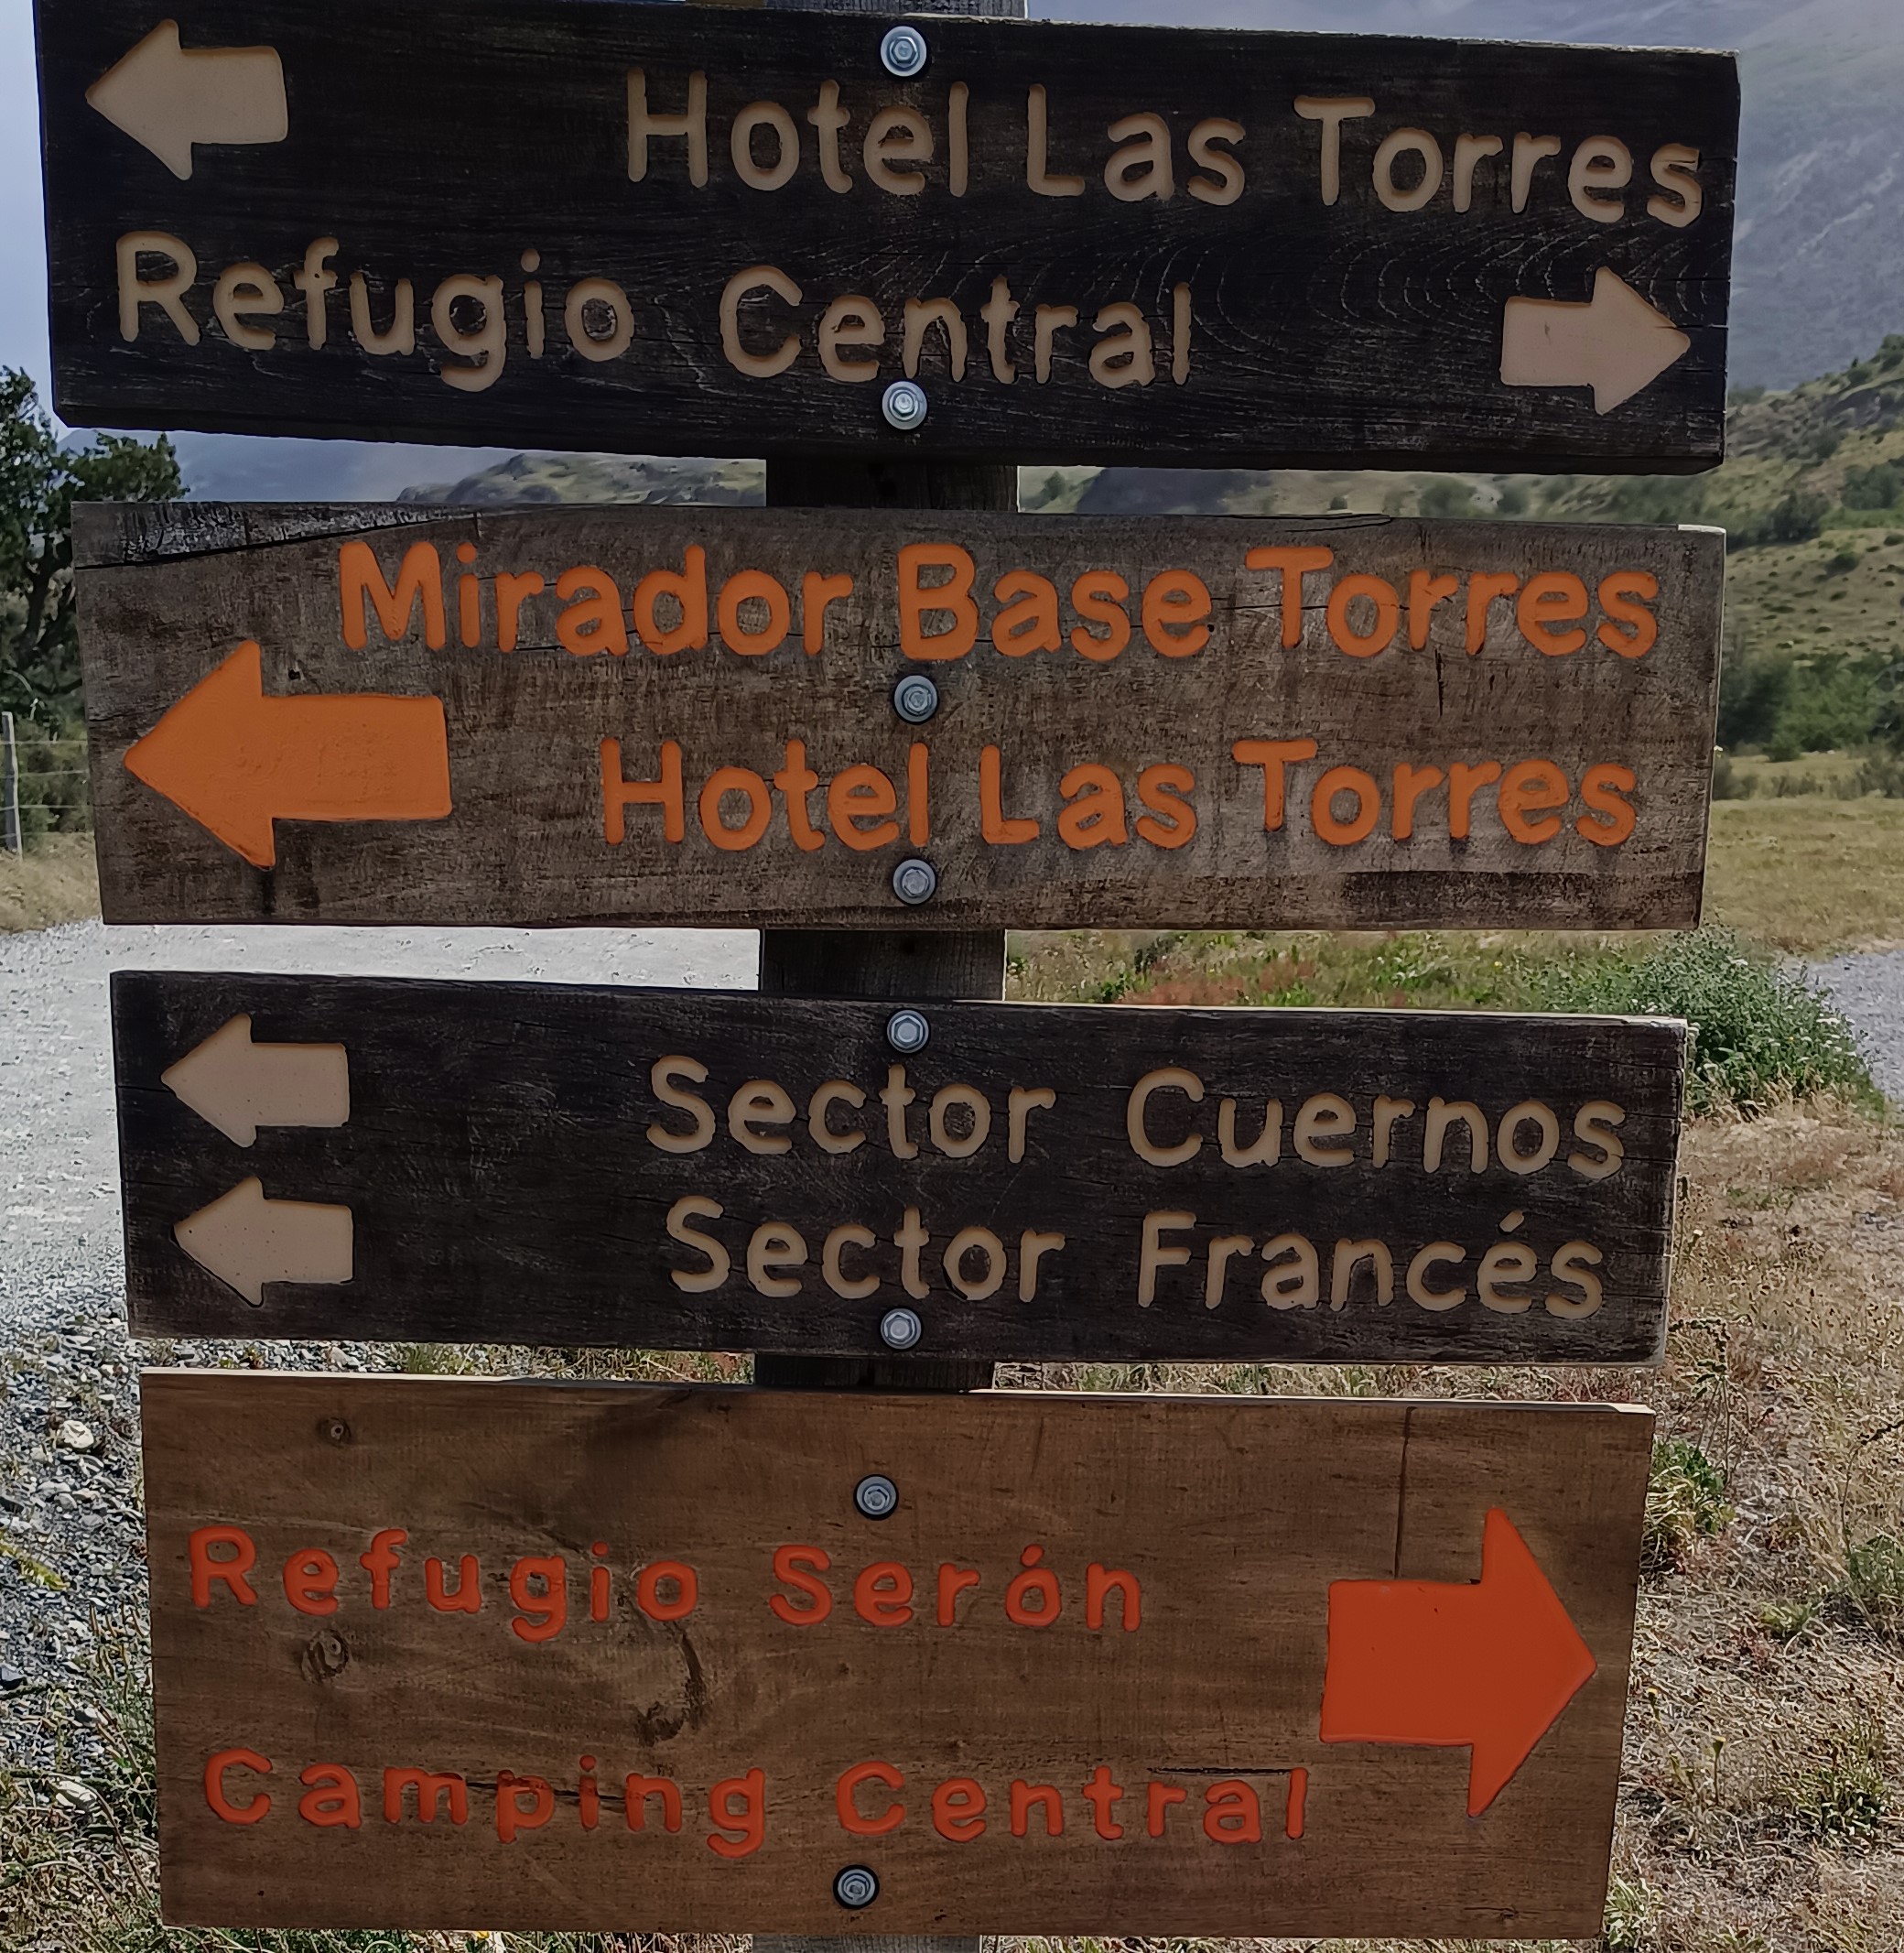 Hotel Las Torres
Refugio Central
Mirador Base Torres
Hotel Las Torres
Sector Cuernos
Sector Francés
Refugio Serón
Camping Central